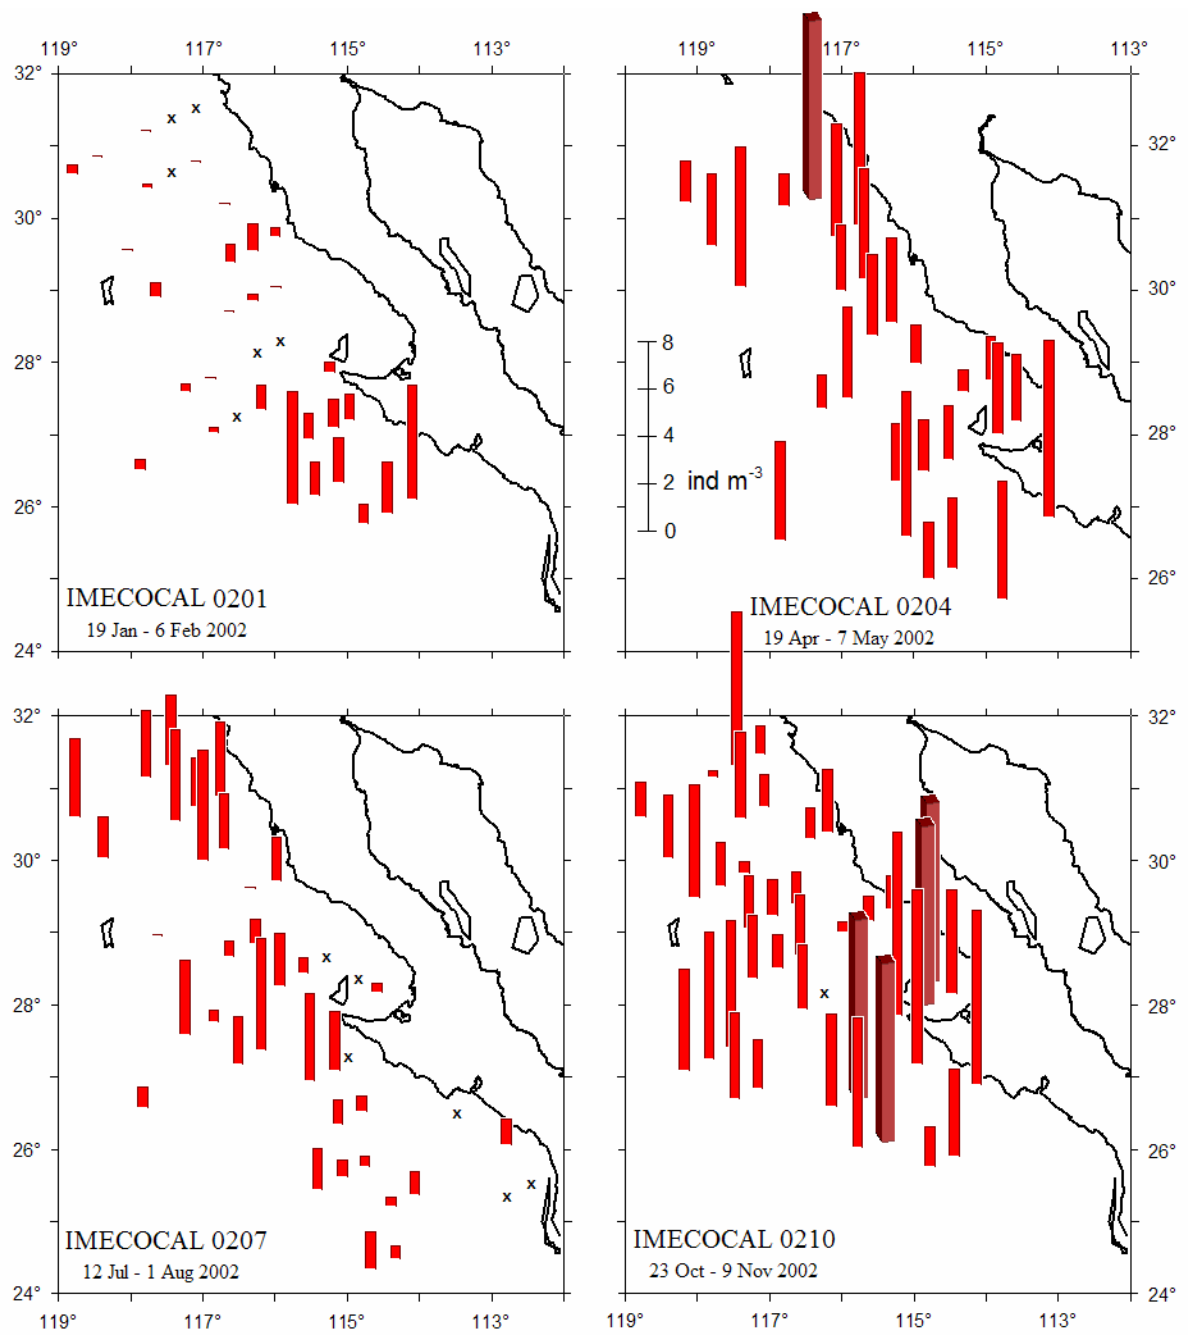 119° 117° 115° 113°
119° 117° 115° 113°
32°
x x
x
32°
30°
30°
28°
x x
x
8
6
4
2 ind m-3
0
28°
26°
26°
IMECOCAL 0201
19 Jan - 6 Feb 2002
IMECOCAL 0204
19 Apr - 7 May 2002
24°
32°
32°
30°
30°
28°
x x
x
x
28°
26°
x
x x
26°
IMECOCAL 0207
12 Jul - 1 Aug 2002
IMECOCAL 0210
23 Oct - 9 Nov 2002
24°
24°
119° 117° 115° 113°
119° 117° 115° 113°